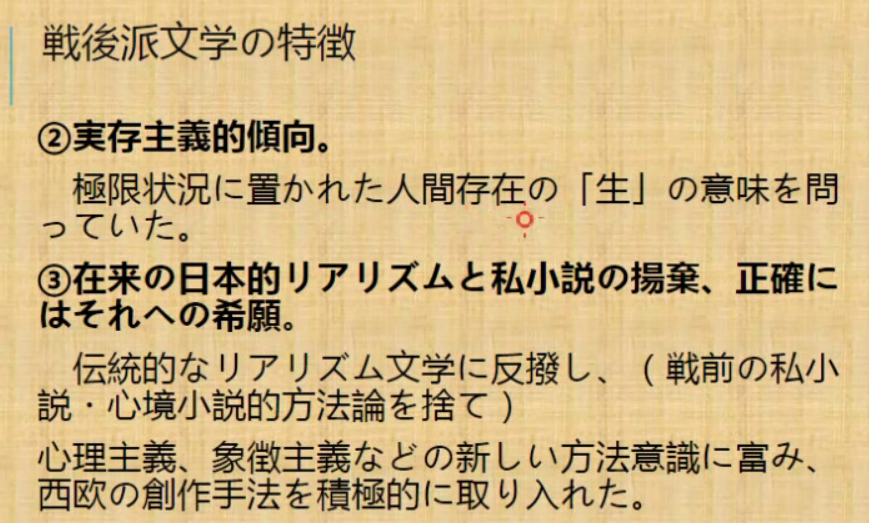 戦後派文学の特徴
②実存主義的傾向。
極限状況に置かれた人間存在の「生」の意味を問
っていた。
③在来の日本的リアリズムと私小説の揚棄、正確に
はそれへの希願。
伝統的なリアリズム文学に反撥し、（戦前の私小
説・心境小説的方法論を捨て）
心理主義、象徴主義などの新しい方法意識に富み、
西欧の創作手法を積極的に取り入れた。